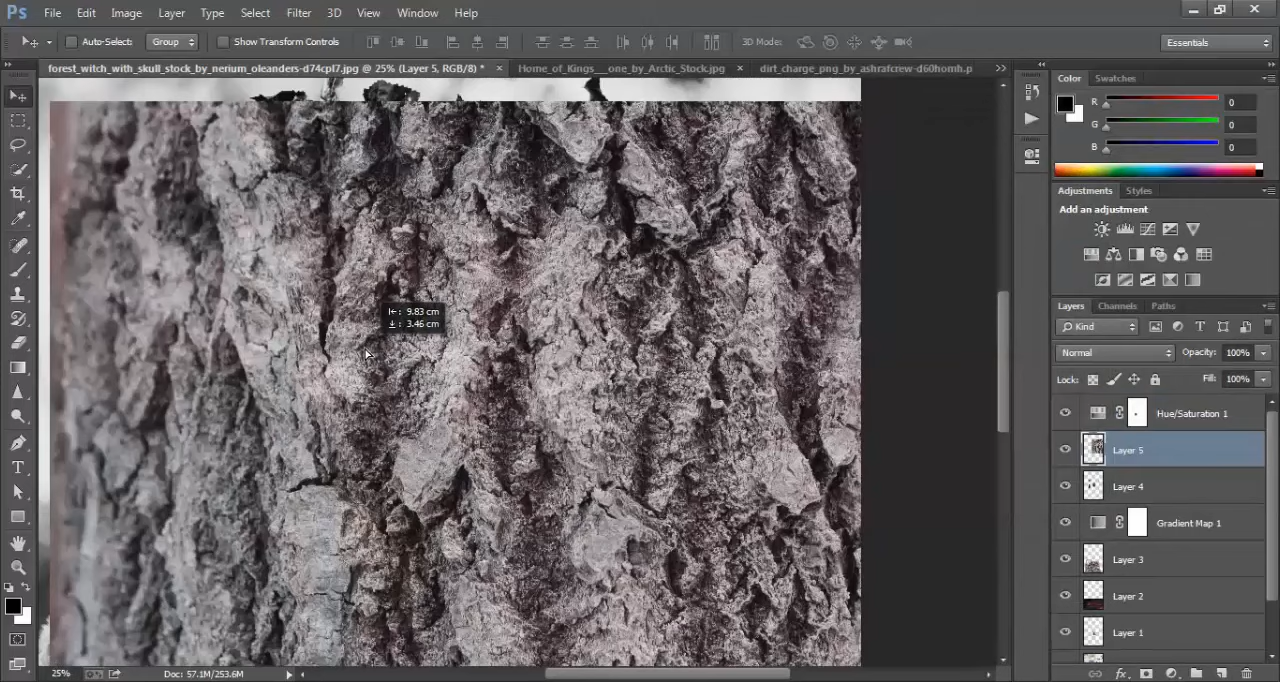 Ps File Edit Image Layer Type Select Filter 3D View Window Help
Auto-Select: Group Show Transform Controls 3D Mode: Essentials
forest_witch_with_skull_stock_by_nerium_oleanders-d74cpl7.jpg @ 25% (Layer 5, RGB/8) * × Home_of_Kings__one_by_Arctic_Stock.jpg × dirt_charge_png_by_ashrafcrew-d60homh.p
Color Swatches
R 0
G 0
B 0
Adjustments Styles
Add an adjustment
Layers Channels Paths
Kind
Normal Opacity: 100%
Lock: Fill: 100%
Hue/Saturation 1
Layer 5
Layer 4
Gradient Map 1
Layer 3
Layer 2
Layer 1
9.83 cm
3.46 cm
25% Doc: 57.1M/253.6M